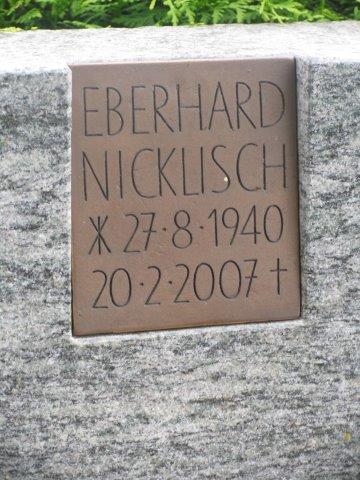 EBERHARD
NICKLISCH
ж 27·8·1940
20·2·2007 †